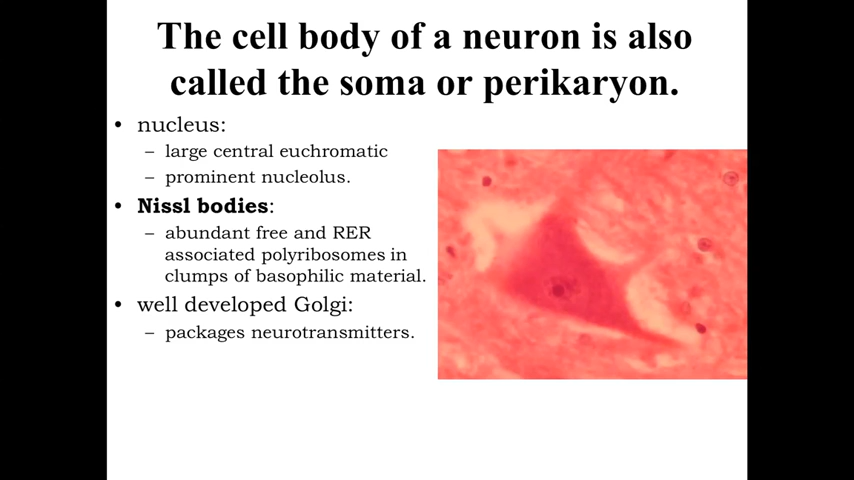 The cell body of a neuron is also
called the soma or perikaryon.
• nucleus:
– large central euchromatic
– prominent nucleolus.
• Nissl bodies:
– abundant free and RER
associated polyribosomes in
clumps of basophilic material.
• well developed Golgi:
– packages neurotransmitters.